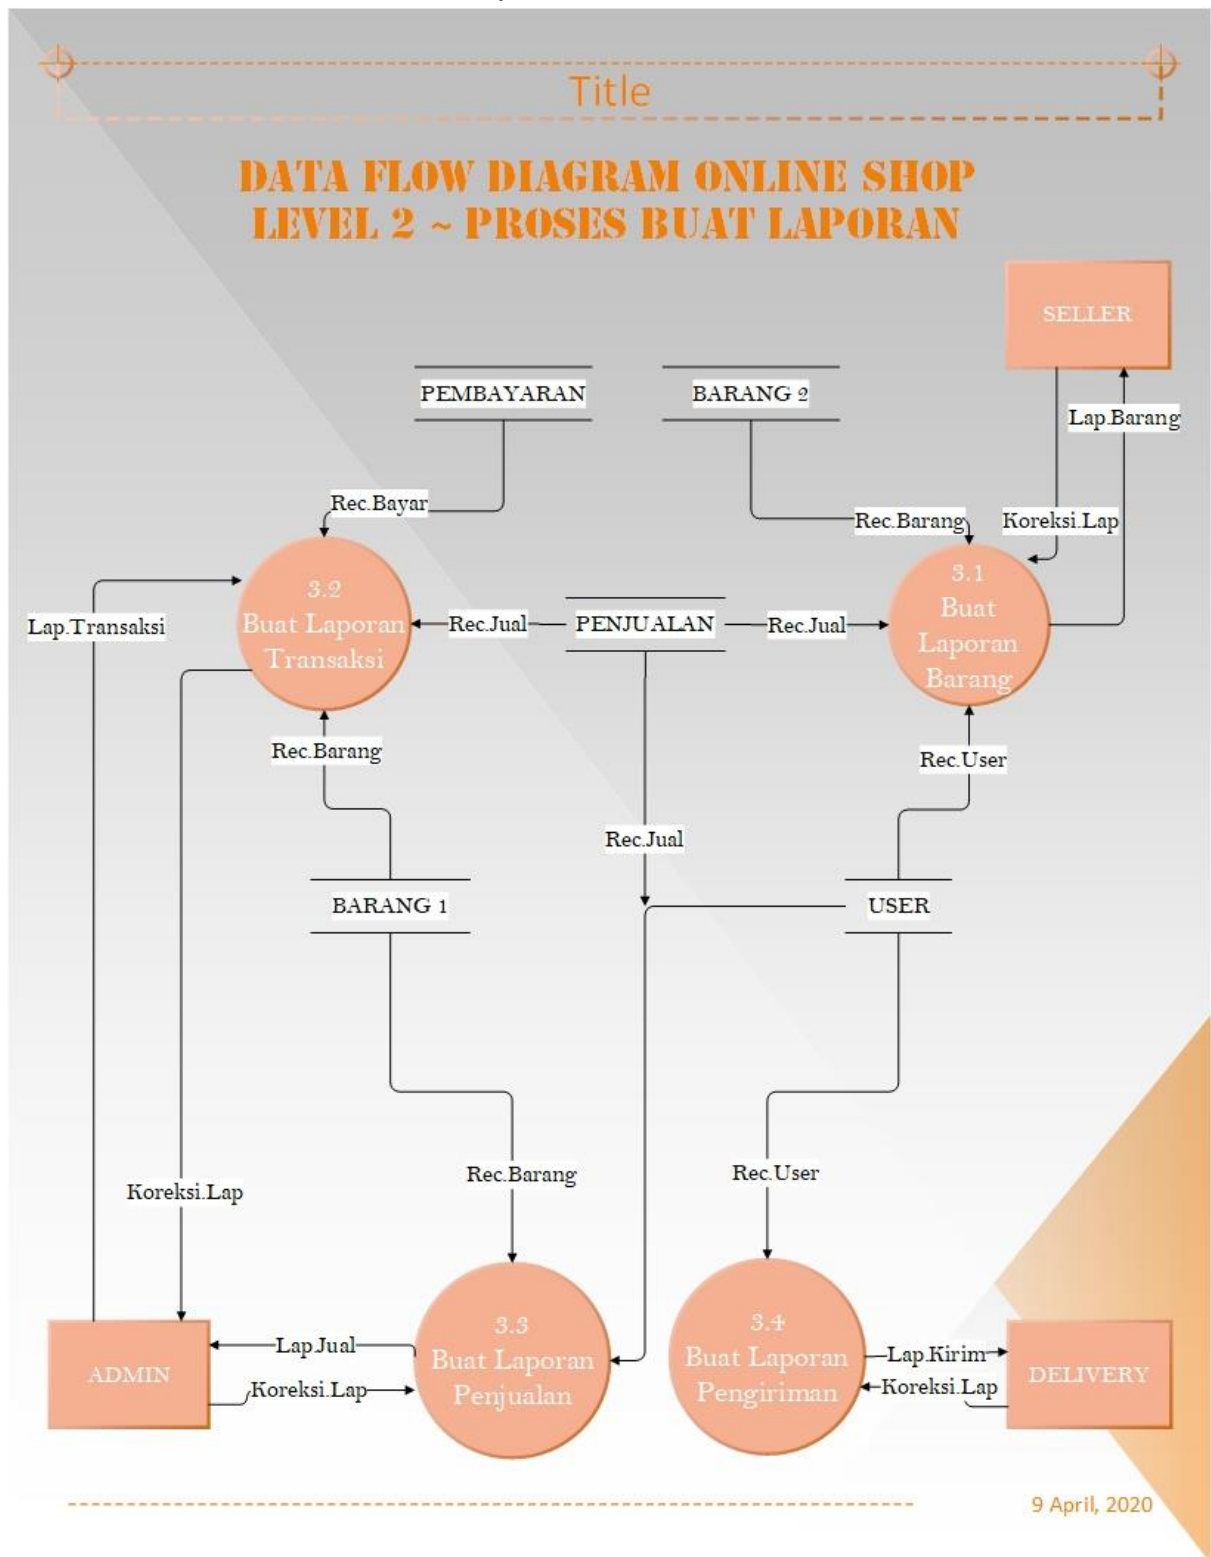 Title
DATA FLOW DIAGRAM ONLINE SHOP
LEVEL 2 ~ PROSES BUAT LAPORAN
SELLER
PEMBAYARAN
BARANG 2
Lap.Barang
Rec.Bayar
Rec.Barang
Koreksi.Lap
3.2
Buat Laporan
Transaksi
3.1
Buat
Laporan
Barang
Lap.Transaksi
Rec.Jual
PENJUALAN
Rec.Jual
Rec.Barang
Rec.User
Rec.Jual
BARANG 1
USER
Koreksi.Lap
Rec.Barang
Rec.User
ADMIN
Lap.Jual
Koreksi.Lap
3.3
Buat Laporan
Penjualan
3.4
Buat Laporan
Pengiriman
Lap.Kirim
Koreksi.Lap
DELIVERY
9 April, 2020